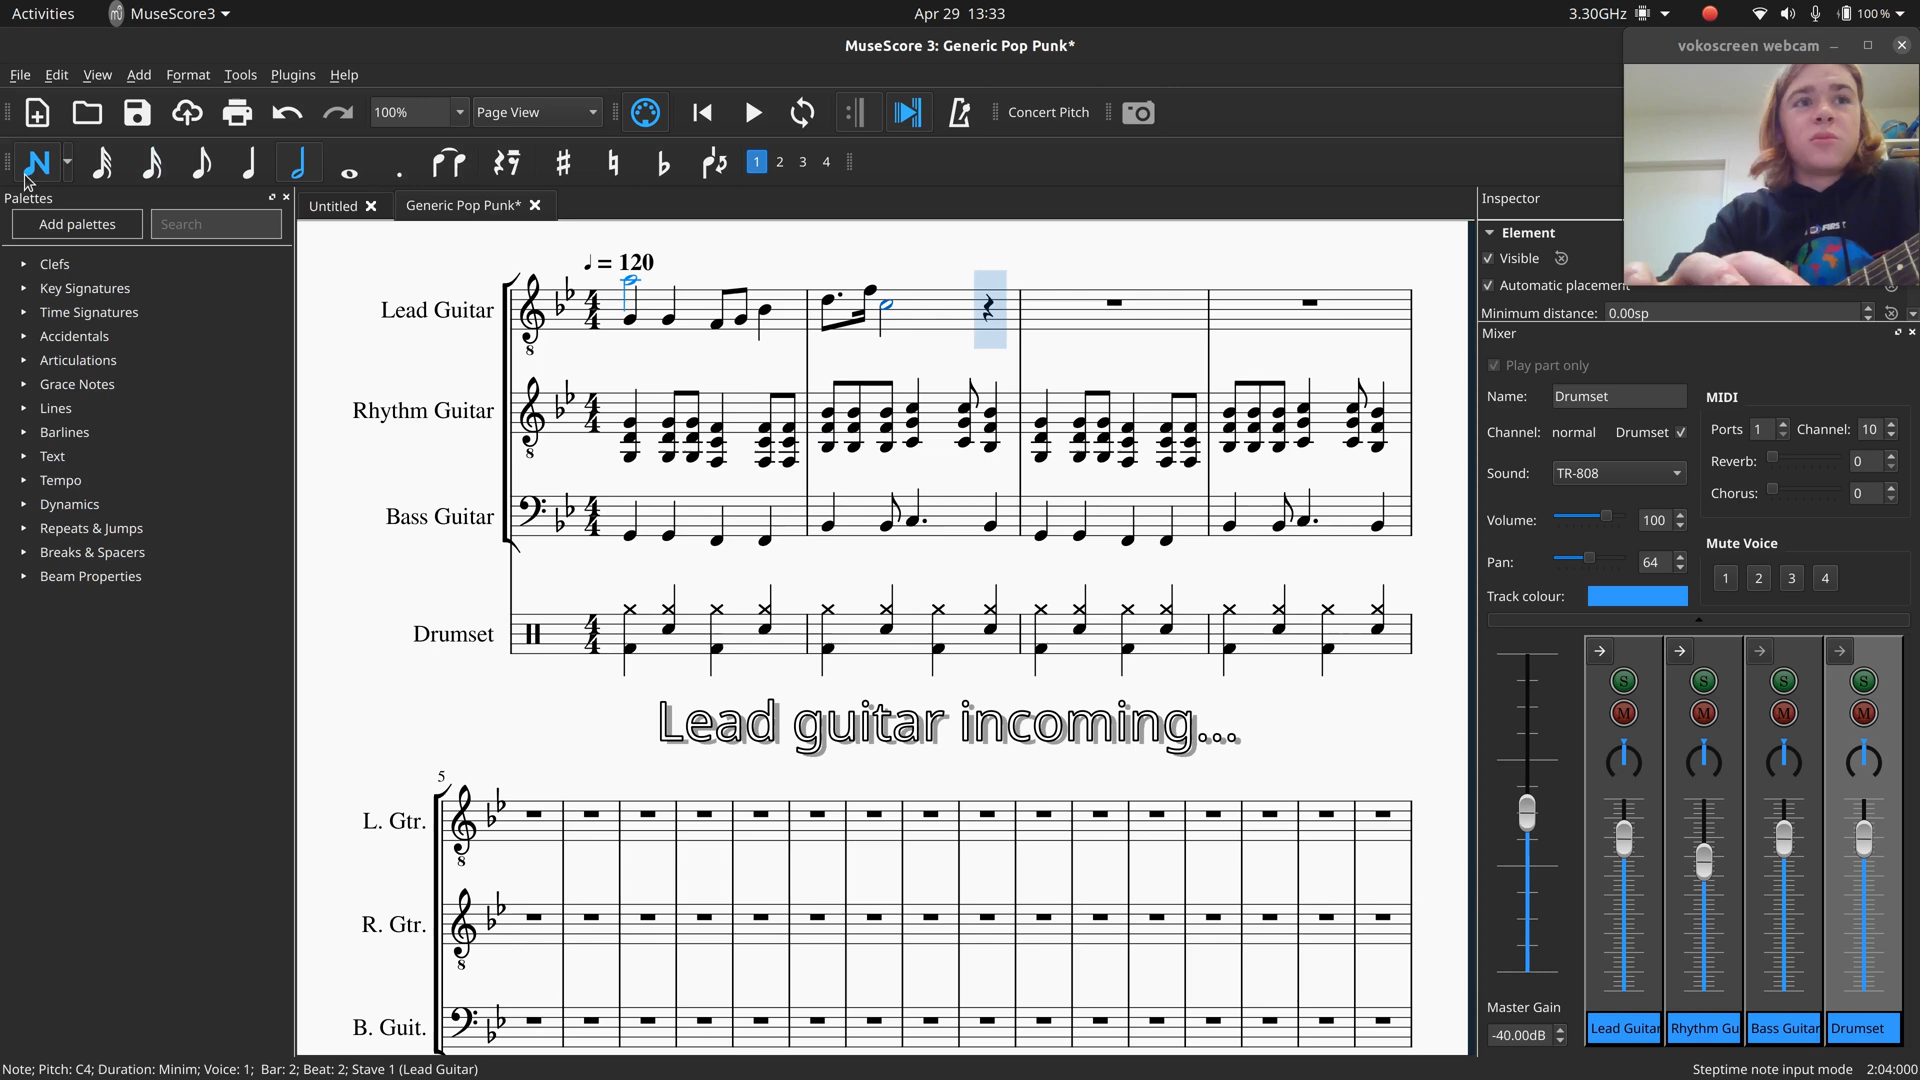 Activities
MuseScore3
Apr 29 13:33
3.30GHz
100 %
MuseScore 3: Generic Pop Punk*
vokoscreen webcam
File Edit View Add Format Tools Plugins Help
100%
Page View
Concert Pitch
1 2 3 4
Palettes
Add palettes
Search
Clefs
Key Signatures
Time Signatures
Accidentals
Articulations
Grace Notes
Lines
Barlines
Text
Tempo
Dynamics
Repeats & Jumps
Breaks & Spacers
Beam Properties
Untitled
Generic Pop Punk*
= 120
Lead Guitar
Rhythm Guitar
Bass Guitar
Drumset
Lead guitar incoming...
5
L. Gtr.
R. Gtr.
B. Guit.
Inspector
Element
Visible
Automatic placement
Minimum distance: 0.00sp
FIRST
Mixer
Play part only
Name: Drumset
MIDI
Channel: normal Drumset
Ports 1 Channel: 10
Sound: TR-808
Reverb: 0
Chorus: 0
Volume: 100
Pan: 64
Mute Voice
1 2 3 4
Track colour:
S S S S
M M M M
Master Gain
-40.00dB
Lead Guitar Rhythm Gu Bass Guitar Drumset
Note; Pitch: C4; Duration: Minim; Voice: 1; Bar: 2; Beat: 2; Stave 1 (Lead Guitar)
Steptime note input mode 2:04:000